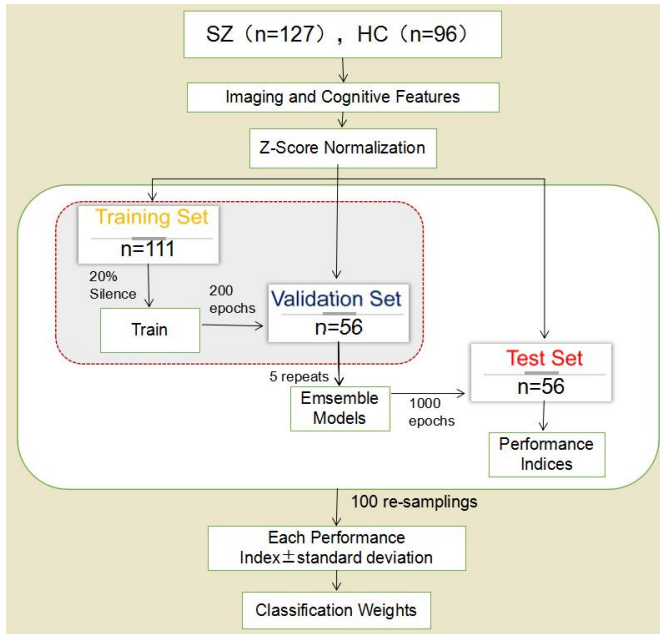 SZ（n=127），HC（n=96）
Imaging and Cognitive Features
Z-Score Normalization
Training Set
n=111
20%
Silence
Train
200
epochs
Validation Set
n=56
5 repeats
Emsemble
Models
1000
epochs
Test Set
n=56
Performance
Indices
100 re-samplings
Each Performance
Index±standard deviation
Classification Weights